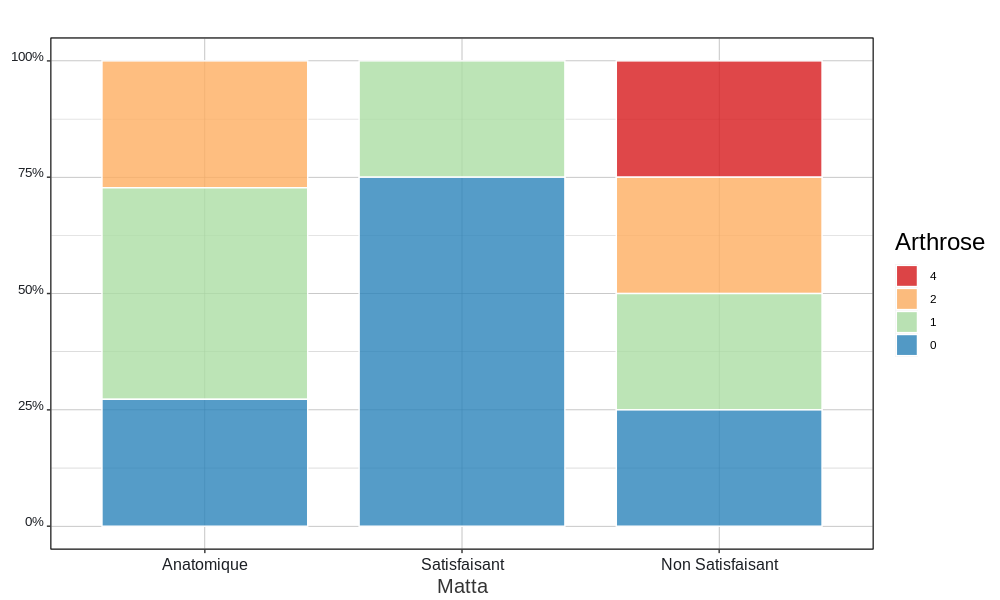 100%
75%
50%
25%
0%
Anatomique
Satisfaisant
Non Satisfaisant
Matta
Arthrose
4
2
1
0